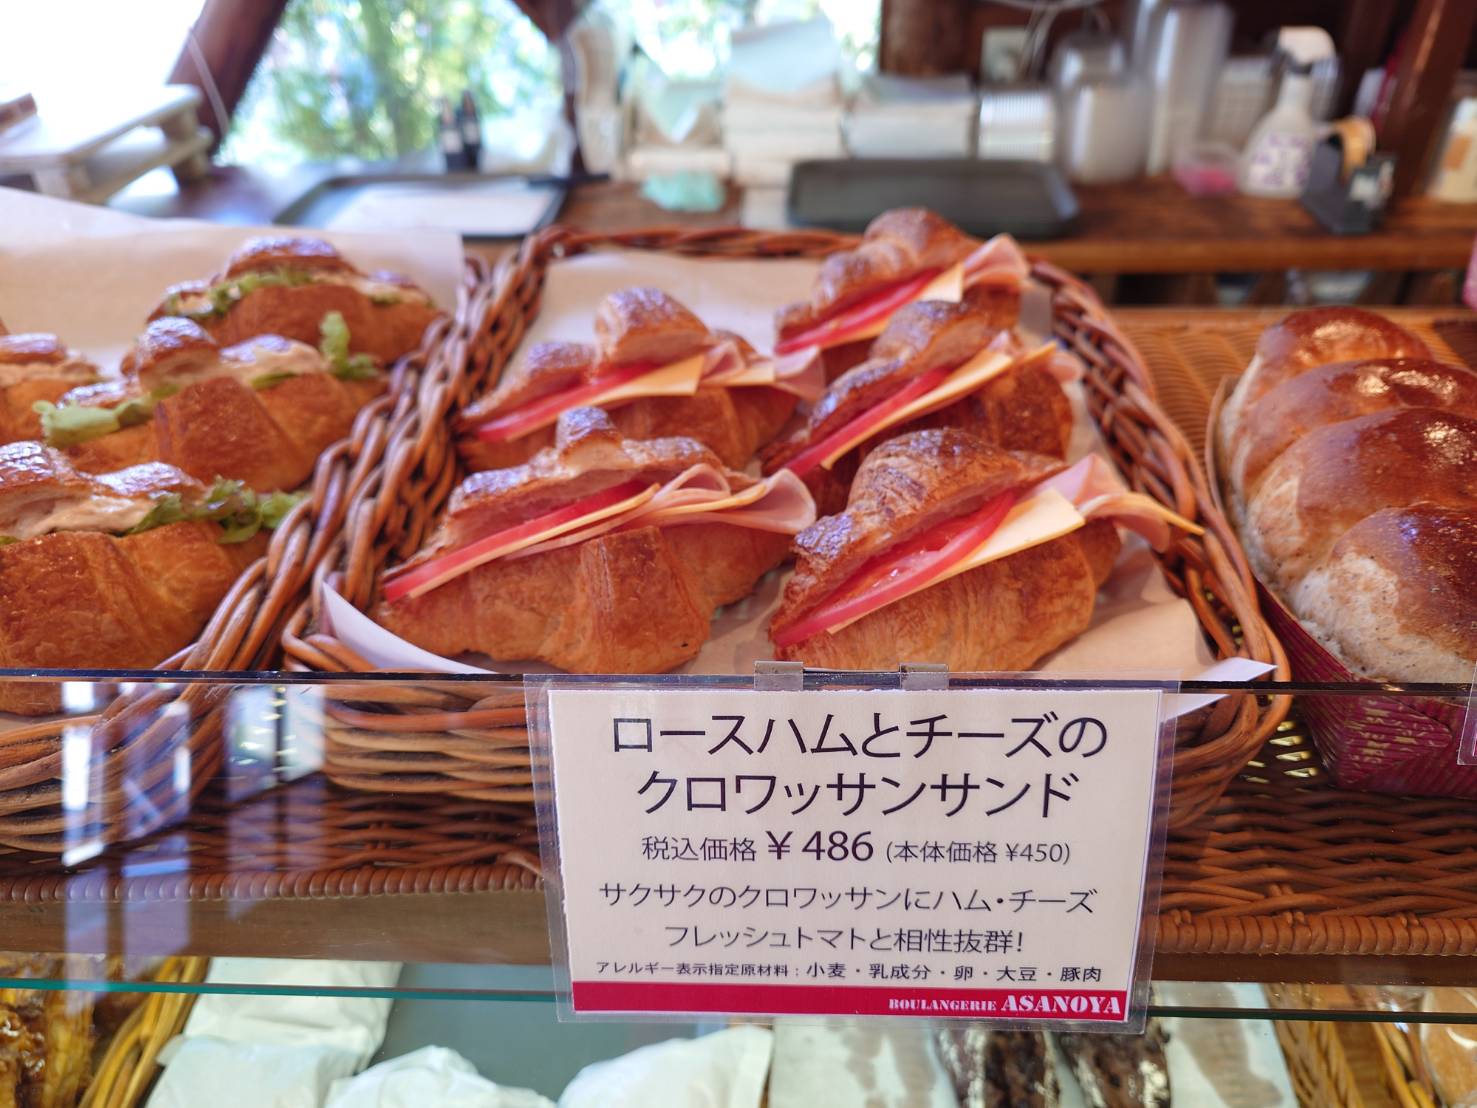 ロースハムとチーズの
クロワッサンサンド
税込価格 ￥486 (本体価格 ¥450)
サクサクのクロワッサンにハム・チーズ
フレッシュトマトと相性抜群!
アレルギー表示指定原材料：小麦・乳成分・卵・大豆・豚肉
BOULANGERIE ASANOYA